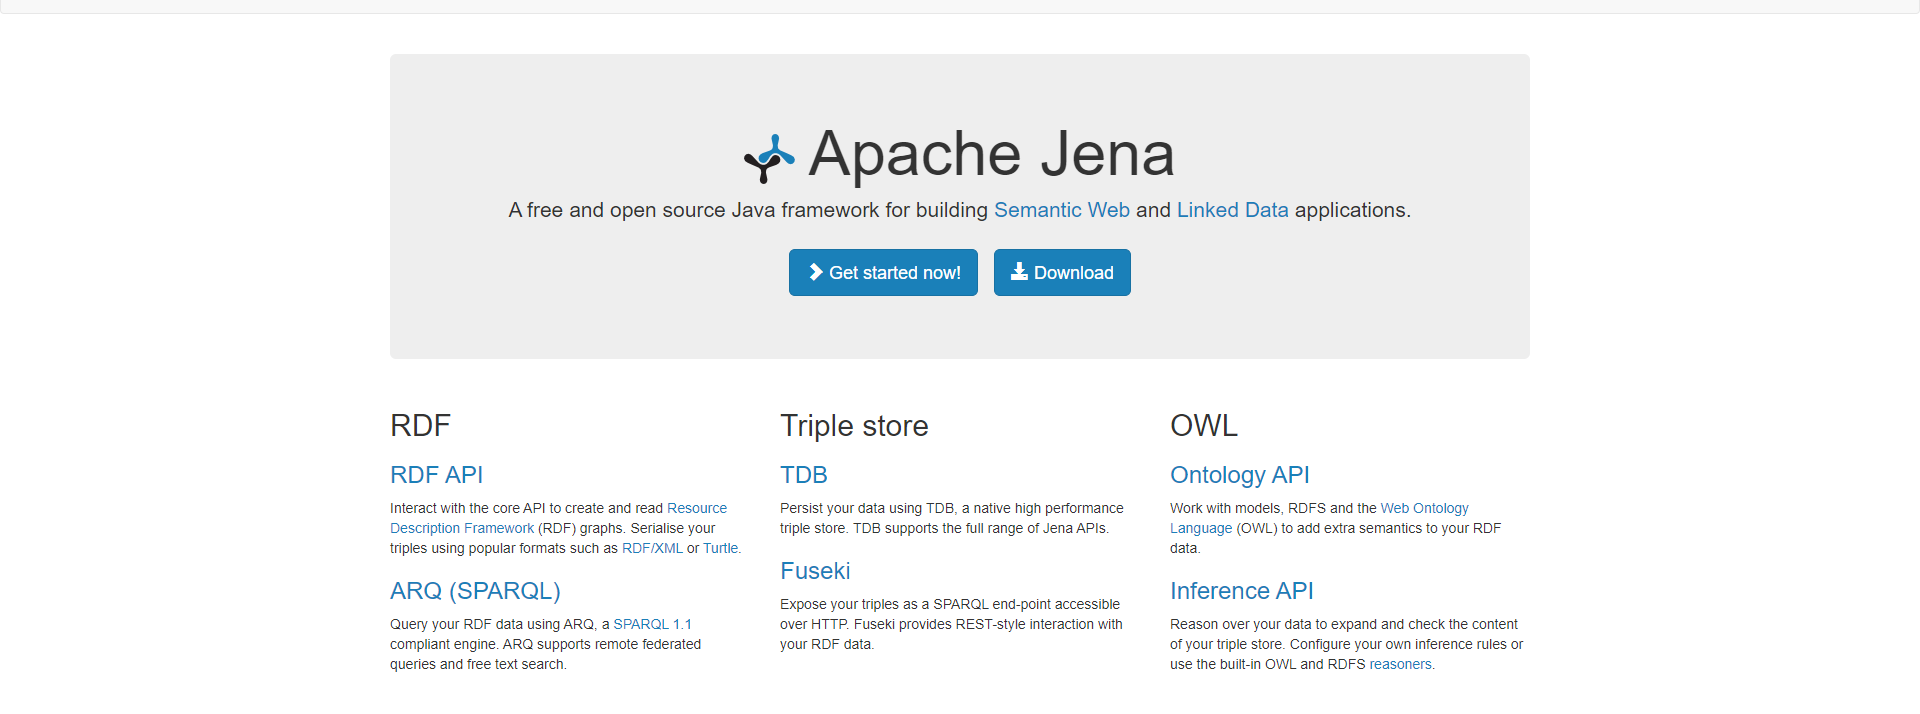 Apache Jena
A free and open source Java framework for building Semantic Web and Linked Data applications.
Get started now!
Download
RDF
RDF API
Interact with the core API to create and read Resource
Description Framework (RDF) graphs. Serialise your
triples using popular formats such as RDF/XML or Turtle.
ARQ (SPARQL)
Query your RDF data using ARQ, a SPARQL 1.1
compliant engine. ARQ supports remote federated
queries and free text search.
Triple store
TDB
Persist your data using TDB, a native high performance
triple store. TDB supports the full range of Jena APIs.
Fuseki
Expose your triples as a SPARQL end-point accessible
over HTTP. Fuseki provides REST-style interaction with
your RDF data.
OWL
Ontology API
Work with models, RDFS and the Web Ontology
Language (OWL) to add extra semantics to your RDF
data.
Inference API
Reason over your data to expand and check the content
of your triple store. Configure your own inference rules or
use the built-in OWL and RDFS reasoners.